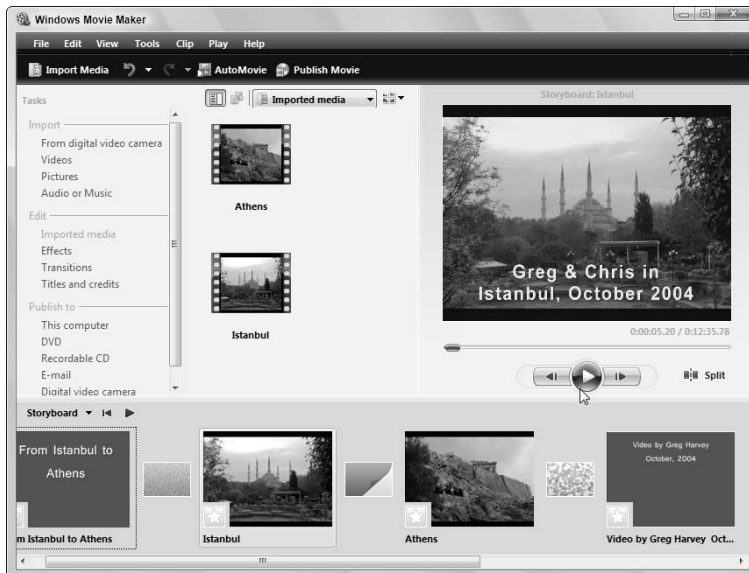 Windows Movie Maker
File Edit View Tools Clip Play Help
Import Media AutoMovie Publish Movie
Tasks
Import
From digital video camera
Videos
Pictures
Audio or Music
Edit
Imported media
Effects
Transitions
Titles and credits
Publish to
This computer
DVD
Recordable CD
E-mail
Digital video camera
Imported media
Athens
Istanbul
Storyboard: Istanbul
Greg & Chris in
Istanbul, October 2004
0:00:05.20 / 0:12:35.78
Split
Storyboard
From Istanbul to
Athens
m Istanbul to Athens
Istanbul
Athens
Video by Greg Harvey
October, 2004
Video by Greg Harvey Oct...